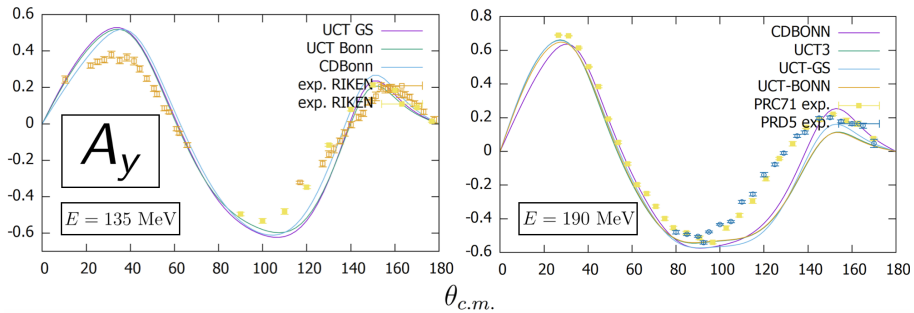 0.6
0.4
0.2
0
-0.2
-0.4
-0.6
0 20 40 60 80 100 120 140 160 180
UCT GS
UCT Bonn
CDBonn
exp. RIKEN
exp. RIKEN
A_y
E = 135 MeV
0.8
0.6
0.4
0.2
0
-0.2
-0.4
-0.6
0 20 40 60 80 100 120 140 160 180
CDBONN
UCT3
UCT-GS
UCT-BONN
PRC71 exp.
PRD5 exp.
E = 190 MeV
θ_{c.m.}